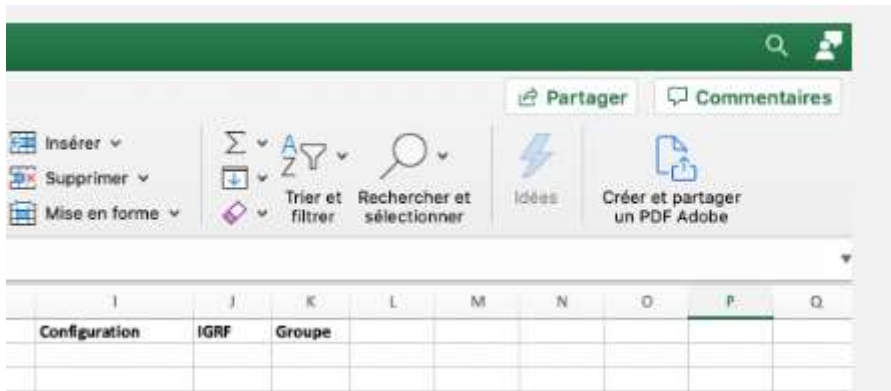 Partager Commentaires
Insérer
Supprimer
Mise en forme
Trier et
filtrer
Rechercher et
sélectionner
Idées
Créer et partager
un PDF Adobe
I J K L M N O P Q
Configuration IGRF Groupe